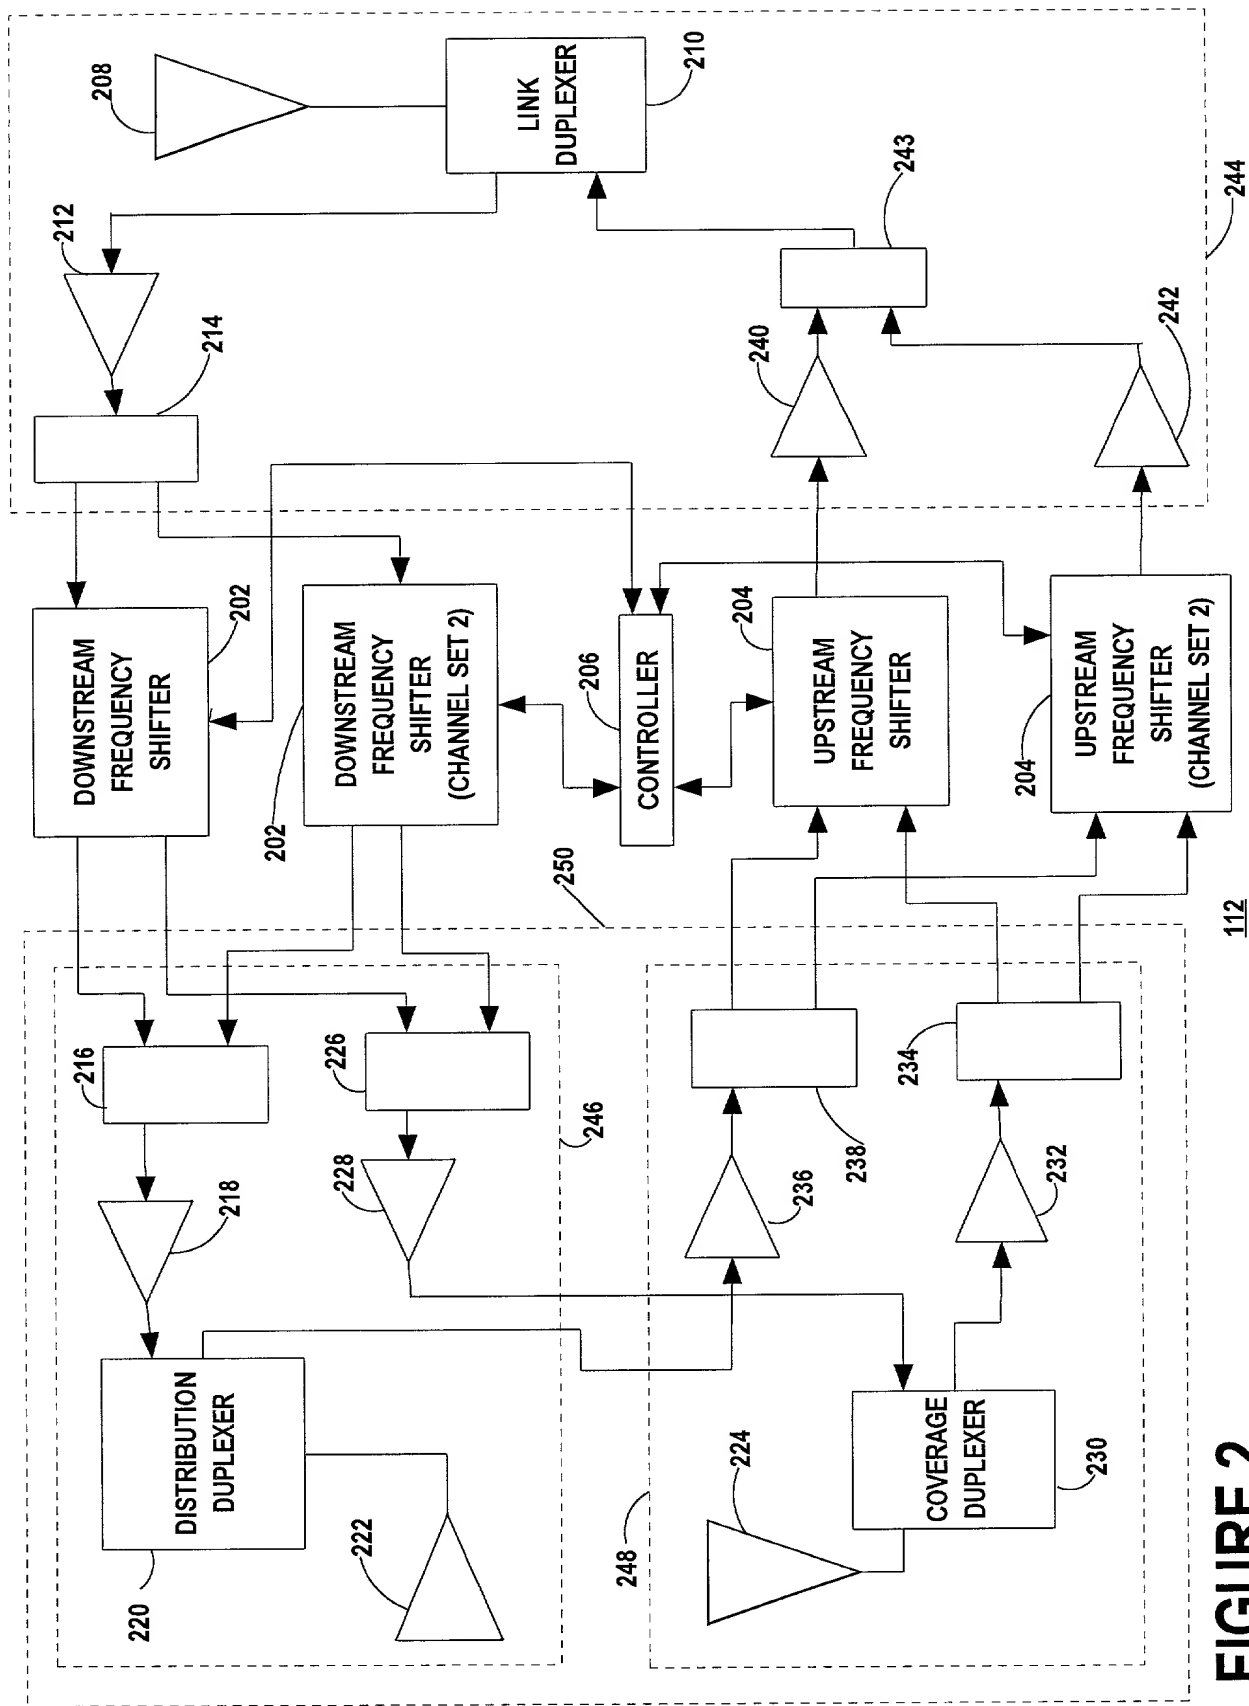 208
LINK
DUPLEXER
210
212
214
243
240
242
244
DOWNSTREAM
FREQUENCY
SHIFTER
202
DOWNSTREAM
FREQUENCY
SHIFTER
(CHANNEL SET 2)
202
206
CONTROLLER
204
UPSTREAM
FREQUENCY
SHIFTER
204
UPSTREAM
FREQUENCY
SHIFTER
(CHANNEL SET 2)
250
112
216
226
246
218
228
238
234
236
232
DISTRIBUTION
DUPLEXER
220
222
248
224
COVERAGE
DUPLEXER
230
FIGURE 2